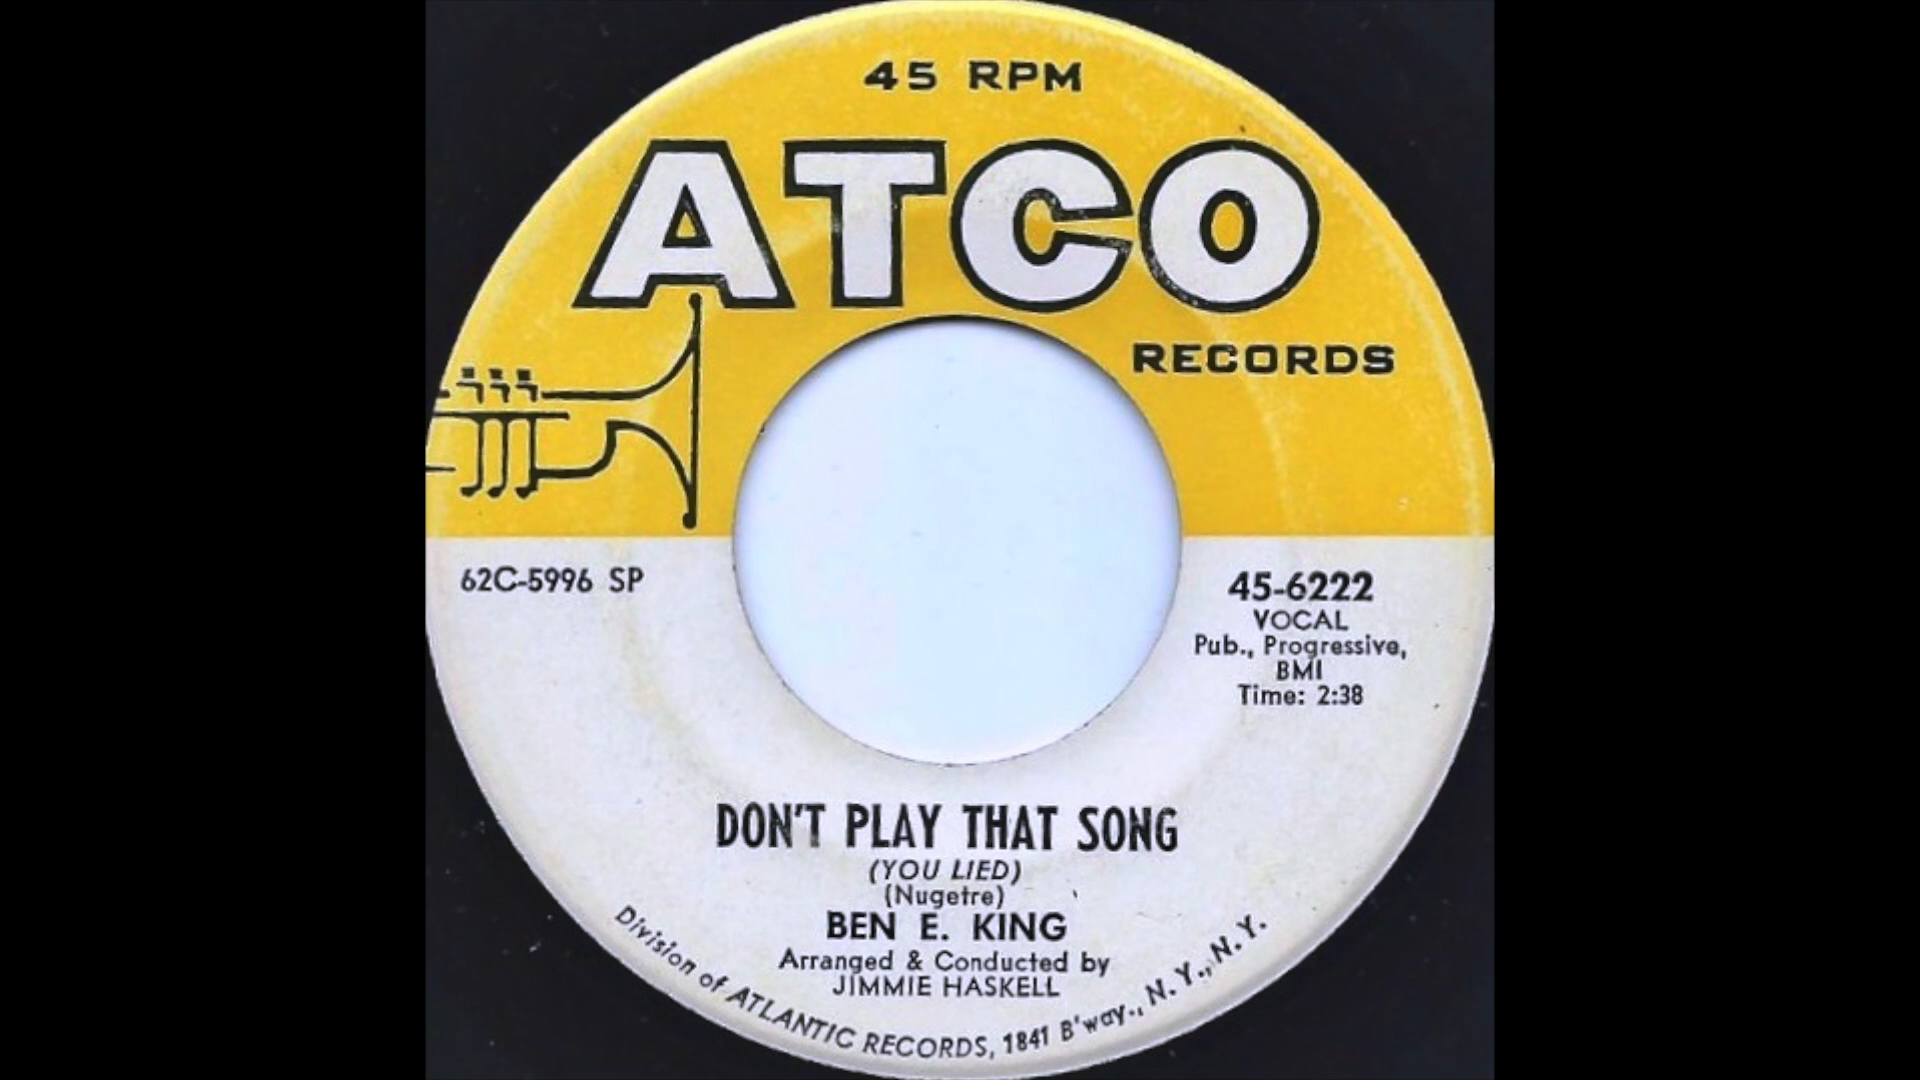 45 RPM
ATCO
RECORDS
62C-5996 SP
45-6222
VOCAL
Pub., Progressive,
BMI
Time: 2:38
DON'T PLAY THAT SONG
(YOU LIED)
(Nugetre)
BEN E. KING
Arranged & Conducted by
JIMMIE HASKELL
Division of ATLANTIC RECORDS, 1841 B'way., N.Y., N.Y.